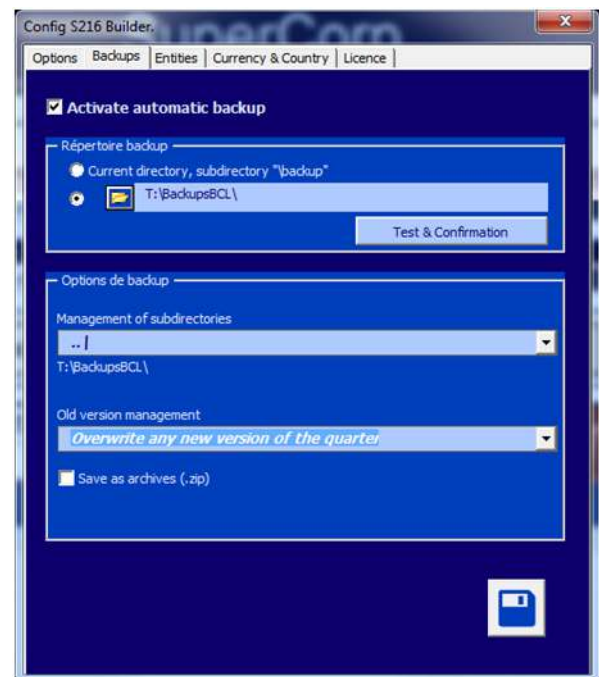 SuperCorp
Config S216 Builder.
Options Backups Entities Currency & Country Licence
Activate automatic backup
Répertoire backup
Current directory, subdirectory "\backup"
T:\BackupsBCL\
Test & Confirmation
Options de backup
Management of subdirectories
..\
T:\BackupsBCL\
Old version management
Overwrite any new version of the quarter
Save as archives (.zip)